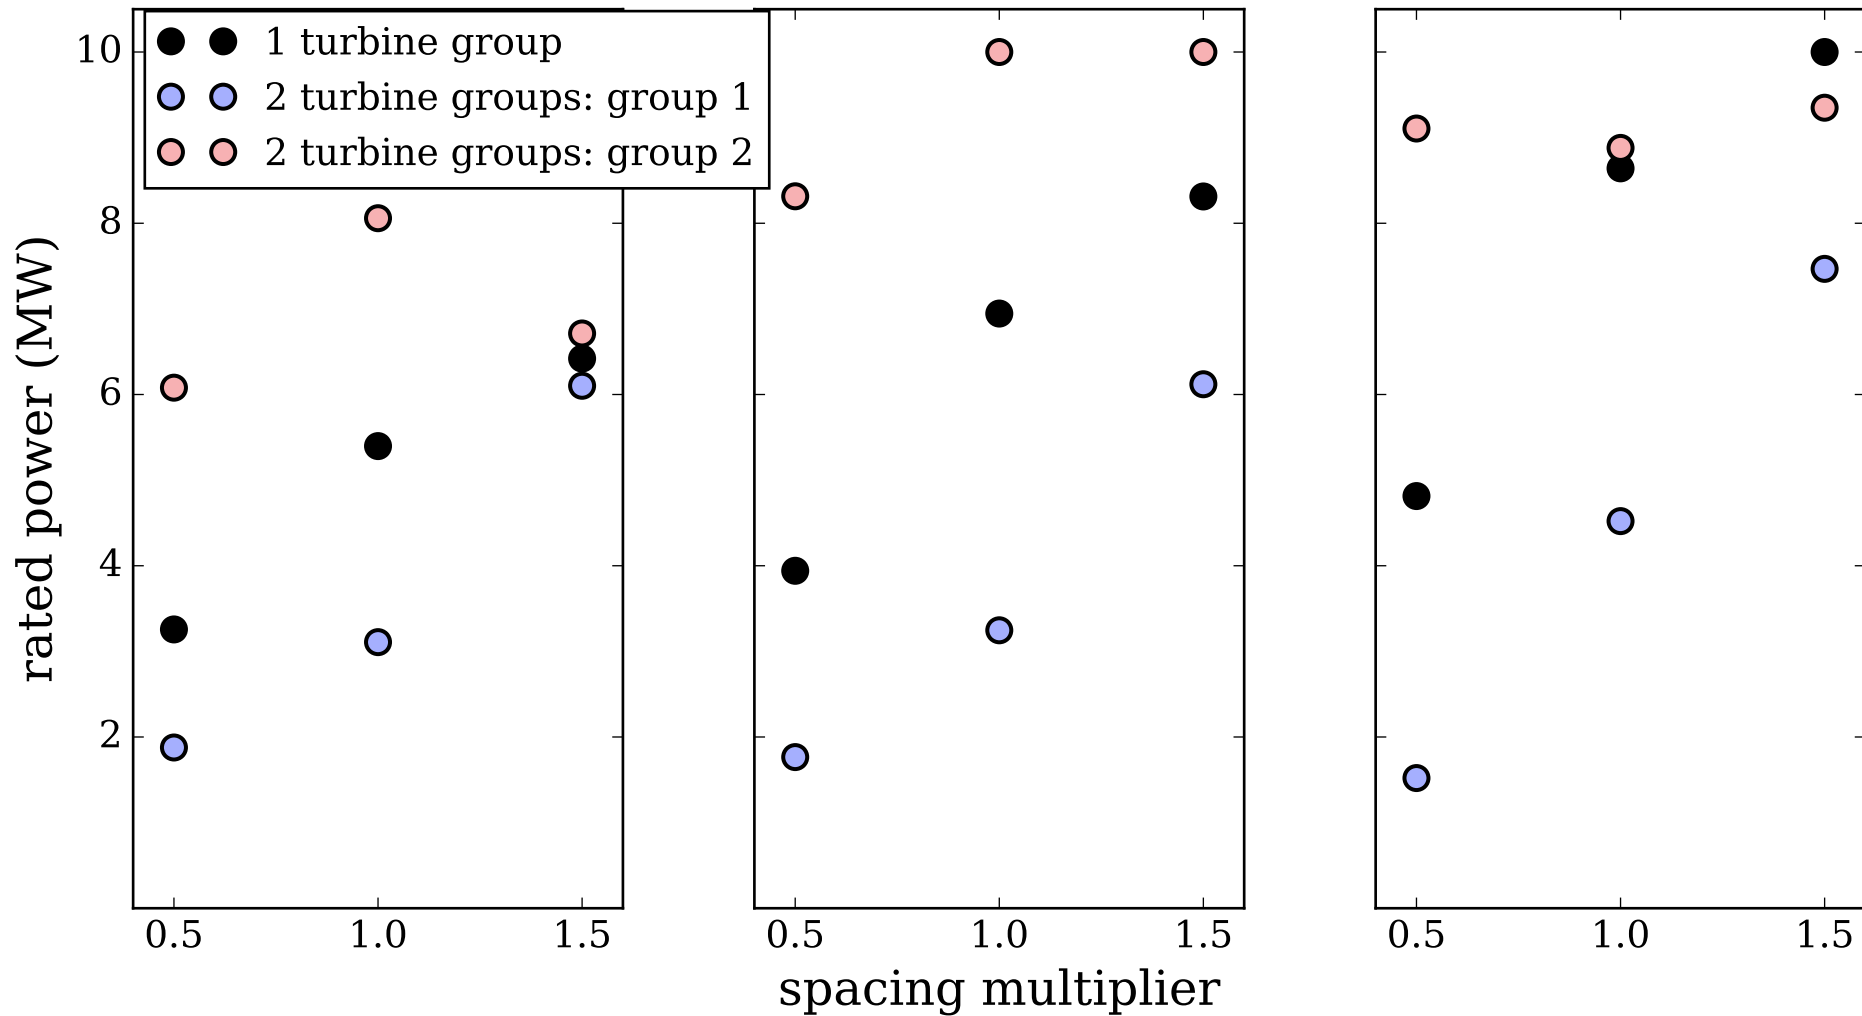 1 turbine group
2 turbine groups: group 1
2 turbine groups: group 2
rated power (MW)
10
8
6
4
2
0.5 1.0 1.5 0.5 1.0 1.5 0.5 1.0 1.5
spacing multiplier